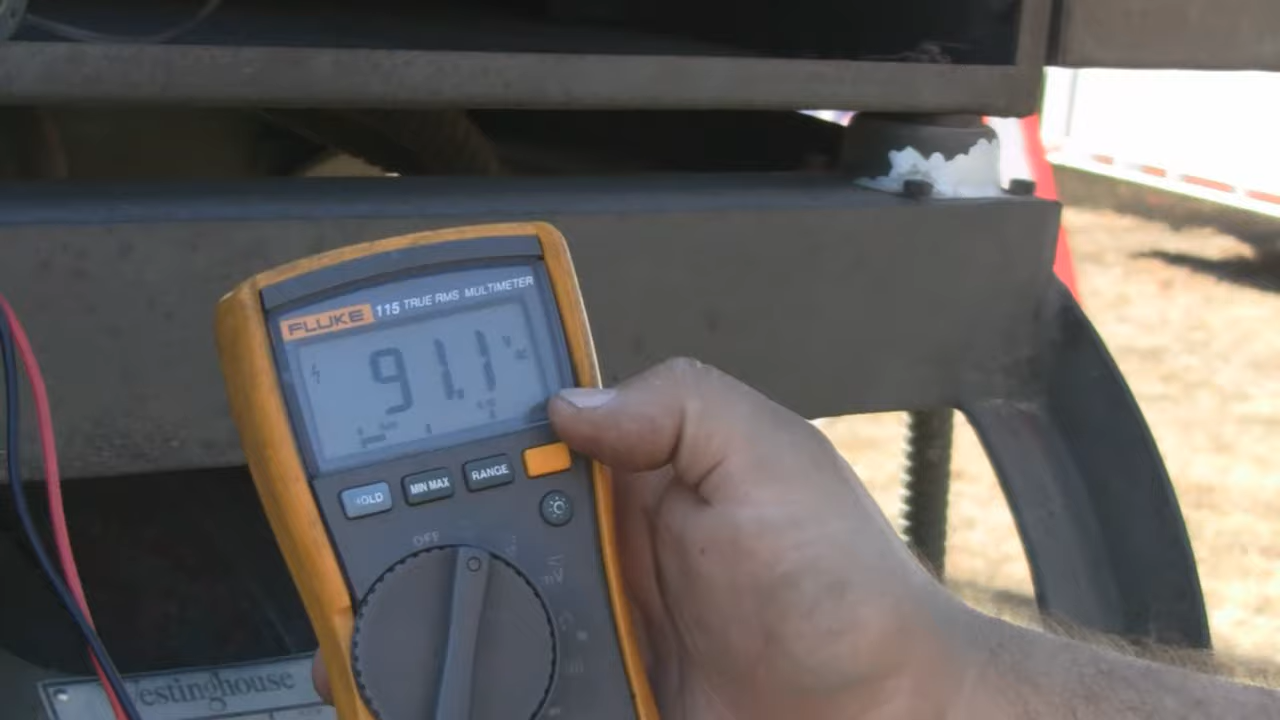 FLUKE 115 TRUE RMS MULTIMETER
91.1 V
HOLD MIN MAX RANGE
OFF
estinghouse